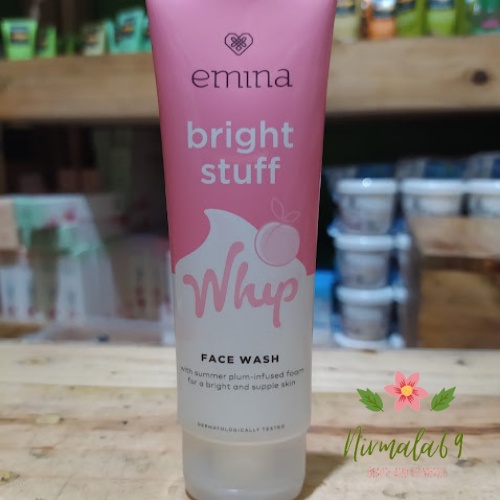 emina
bright
stuff
Whip
FACE WASH
with summer plum-infused foam
for a bright and supple skin
DERMATOLOGICALLY TESTED
Nirmala69